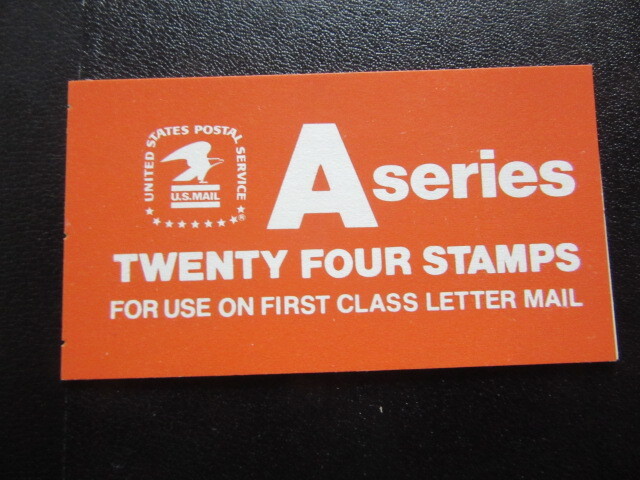 UNITED STATES POSTAL SERVICE
U.S.MAIL
®
A series
TWENTY FOUR STAMPS
FOR USE ON FIRST CLASS LETTER MAIL